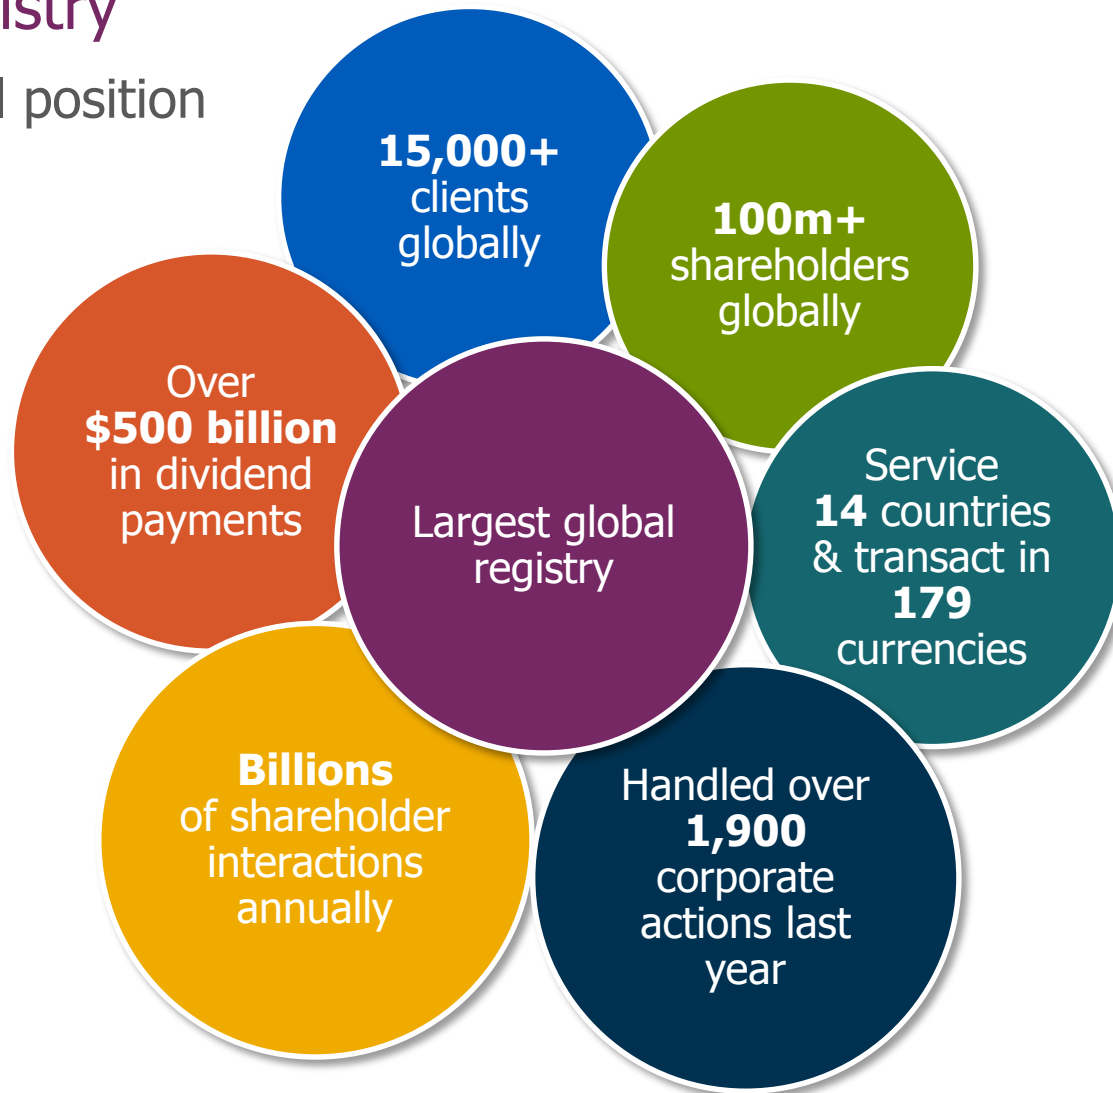 istry
position
15,000+
clients
globally
100m+
shareholders
globally
Over
$500 billion
in dividend
payments
Largest global
registry
Service
14 countries
& transact in
179
currencies
Billions
of shareholder
interactions
annually
Handled over
1,900
corporate
actions last
year